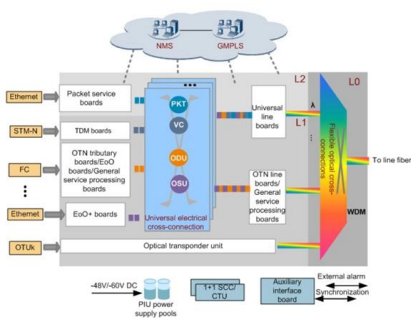 NMS
GMPLS
L2
L0
Ethernet
Packet service
boards
PKT
Universal
line
boards
λ
L1
STM-N
TDM boards
VC
Flexible optical cross-
connections
FC
OTN tributary
boards/EoO
boards/General
service processing
boards
ODU
To line fiber
OSU
OTN line
boards/
General
service
processing
boards
Ethernet
EoO+ boards
Universal electrical
cross-connection
WDM
OTUk
Optical transponder unit
-48V/-60V DC
PIU power
supply pools
1+1 SCC/
CTU
Auxiliary
interface
board
External alarm
Synchronization